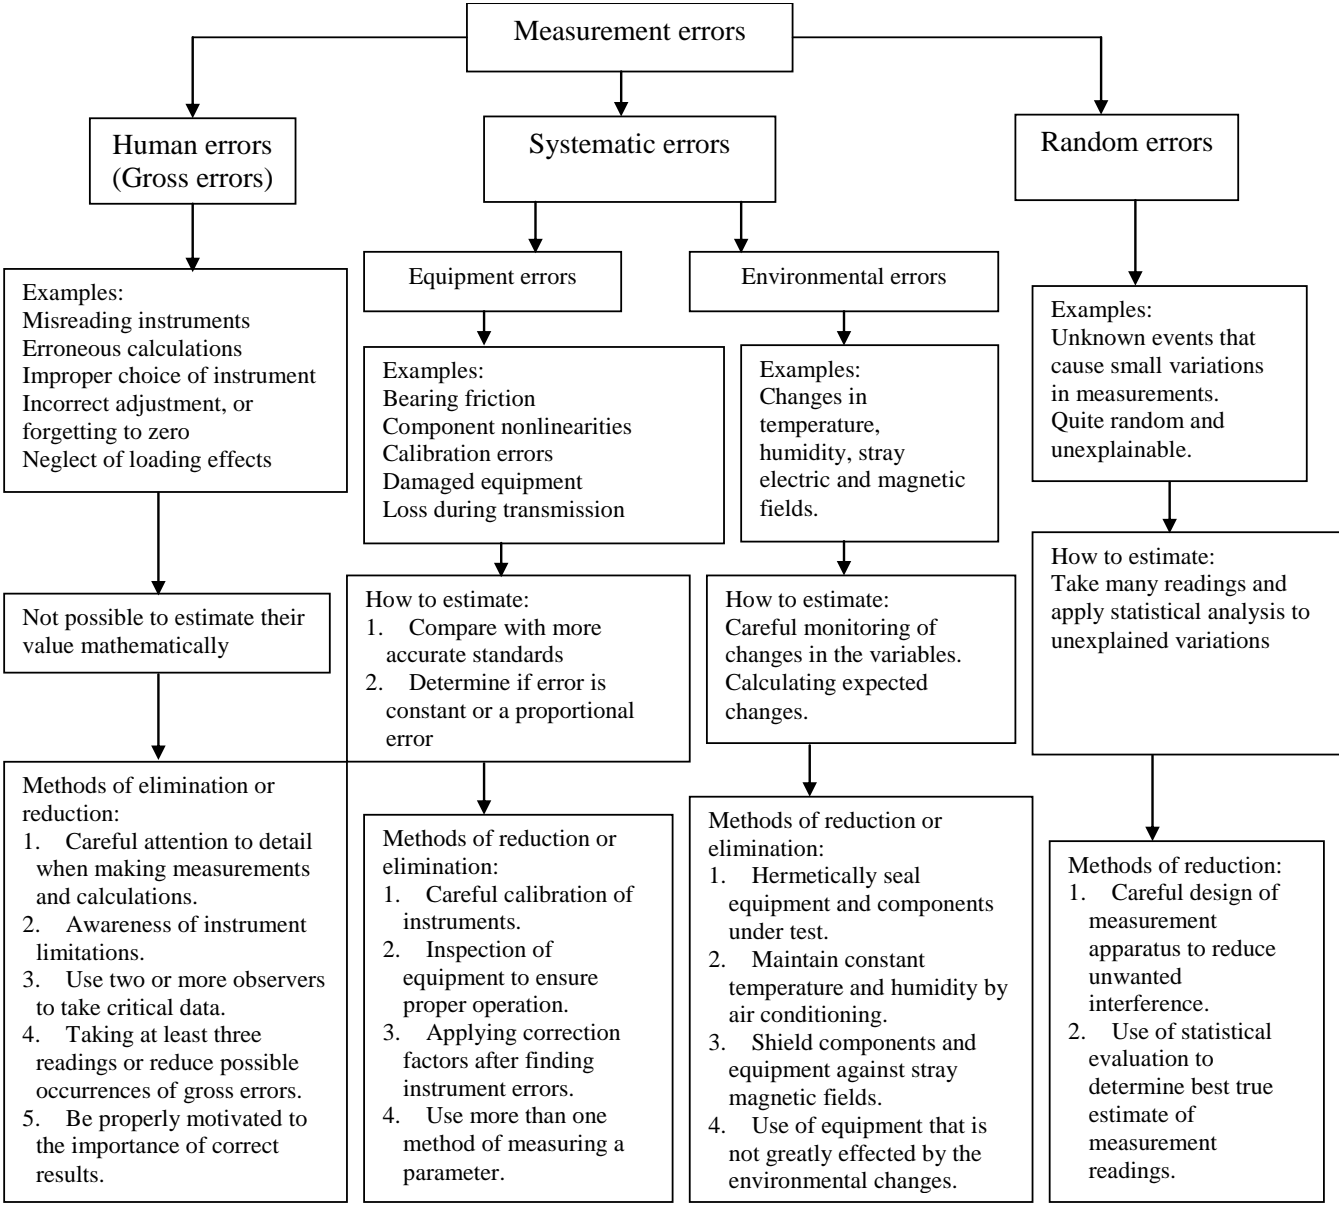 Measurement errors
Human errors
(Gross errors)
Systematic errors
Random errors
Equipment errors
Environmental errors
Examples:
Misreading instruments
Erroneous calculations
Improper choice of instrument
Incorrect adjustment, or
forgetting to zero
Neglect of loading effects
Examples:
Bearing friction
Component nonlinearities
Calibration errors
Damaged equipment
Loss during transmission
Examples:
Changes in
temperature,
humidity, stray
electric and magnetic
fields.
Examples:
Unknown events that
cause small variations
in measurements.
Quite random and
unexplainable.
Not possible to estimate their
value mathematically
How to estimate:
1. Compare with more
accurate standards
2. Determine if error is
constant or a proportional
error
How to estimate:
Careful monitoring of
changes in the variables.
Calculating expected
changes.
How to estimate:
Take many readings and
apply statistical analysis to
unexplained variations
Methods of elimination or
reduction:
1. Careful attention to detail
when making measurements
and calculations.
2. Awareness of instrument
limitations.
3. Use two or more observers
to take critical data.
4. Taking at least three
readings or reduce possible
occurrences of gross errors.
5. Be properly motivated to
the importance of correct
results.
Methods of reduction or
elimination:
1. Careful calibration of
instruments.
2. Inspection of
equipment to ensure
proper operation.
3. Applying correction
factors after finding
instrument errors.
4. Use more than one
method of measuring a
parameter.
Methods of reduction or
elimination:
1. Hermetically seal
equipment and components
under test.
2. Maintain constant
temperature and humidity by
air conditioning.
3. Shield components and
equipment against stray
magnetic fields.
4. Use of equipment that is
not greatly effected by the
environmental changes.
Methods of reduction:
1. Careful design of
measurement
apparatus to reduce
unwanted
interference.
2. Use of statistical
evaluation to
determine best true
estimate of
measurement
readings.